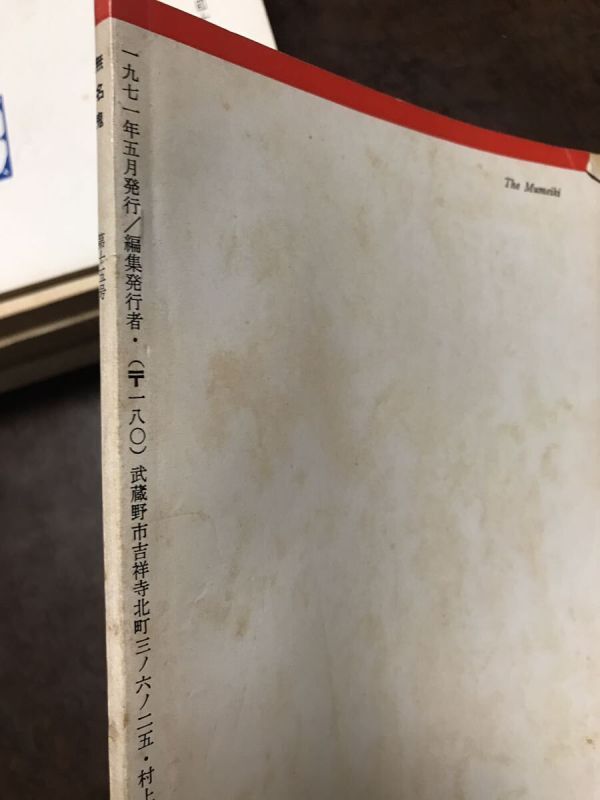 無名鬼
第十五号
一九七一年五月発行／編集発行者・(〒一八〇)武蔵野市吉祥寺北町三ノ六ノ二五・村上
The Mumeiki